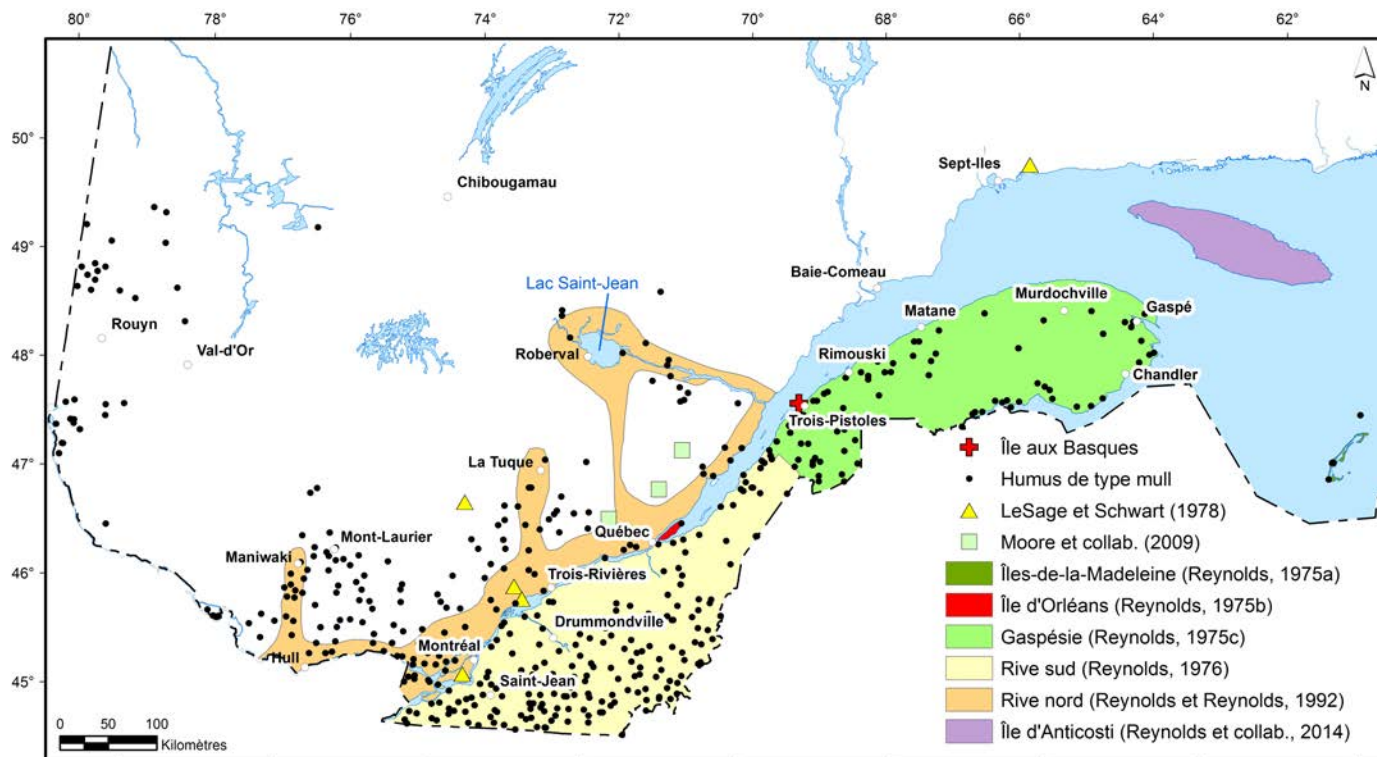 80° 78° 76° 74° 72° 70° 68° 66° 64° 62°
N
50°
Sept-Iles
Chibougamau
49°
Baie-Comeau
Lac Saint-Jean
Murdochville
Matane
Gaspé
Rouyn
48°
Roberval
Rimouski
Val-d'Or
Chandler
Trois-Pistoles
47°
La Tuque
Île aux Basques
Humus de type mull
Québec
Mont-Laurier
LeSage et Schwart (1978)
Maniwaki
46°
Moore et collab. (2009)
Trois-Rivières
Îles-de-la-Madeleine (Reynolds, 1975a)
Île d'Orléans (Reynolds, 1975b)
Drummondville
Gaspésie (Reynolds, 1975c)
Montréal
Hull
Rive sud (Reynolds, 1976)
45°
Saint-Jean
Rive nord (Reynolds et Reynolds, 1992)
0 50 100
Île d'Anticosti (Reynolds et collab., 2014)
Kilomètres